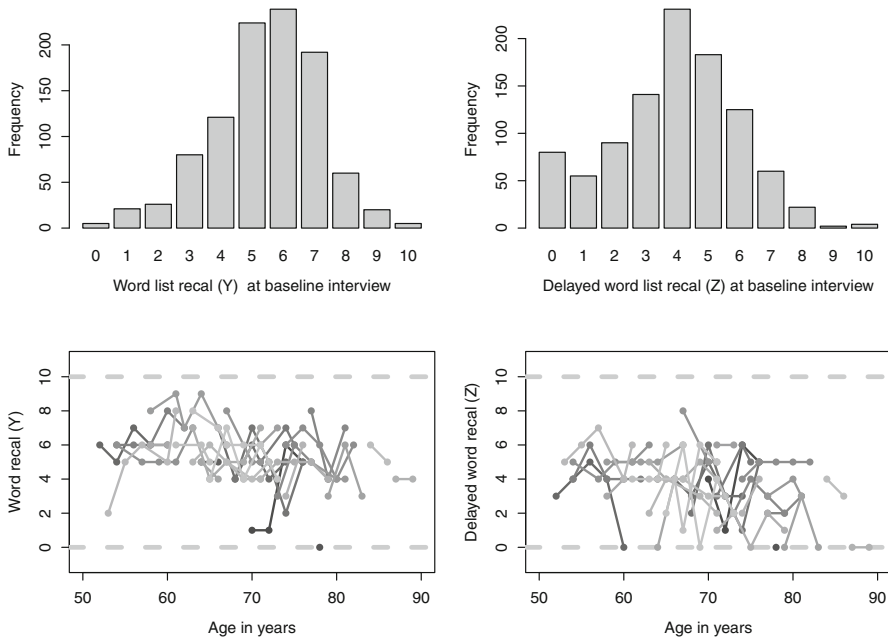 Frequency
0 50 100 150 200
0 1 2 3 4 5 6 7 8 9 10
Word list recal (Y) at baseline interview
Frequency
0 50 100 150 200
0 1 2 3 4 5 6 7 8 9 10
Delayed word list recal (Z) at baseline interview
Word recal (Y)
0 2 4 6 8 10
50 60 70 80 90
Age in years
Delayed word recal (Z)
0 2 4 6 8 10
50 60 70 80 90
Age in years